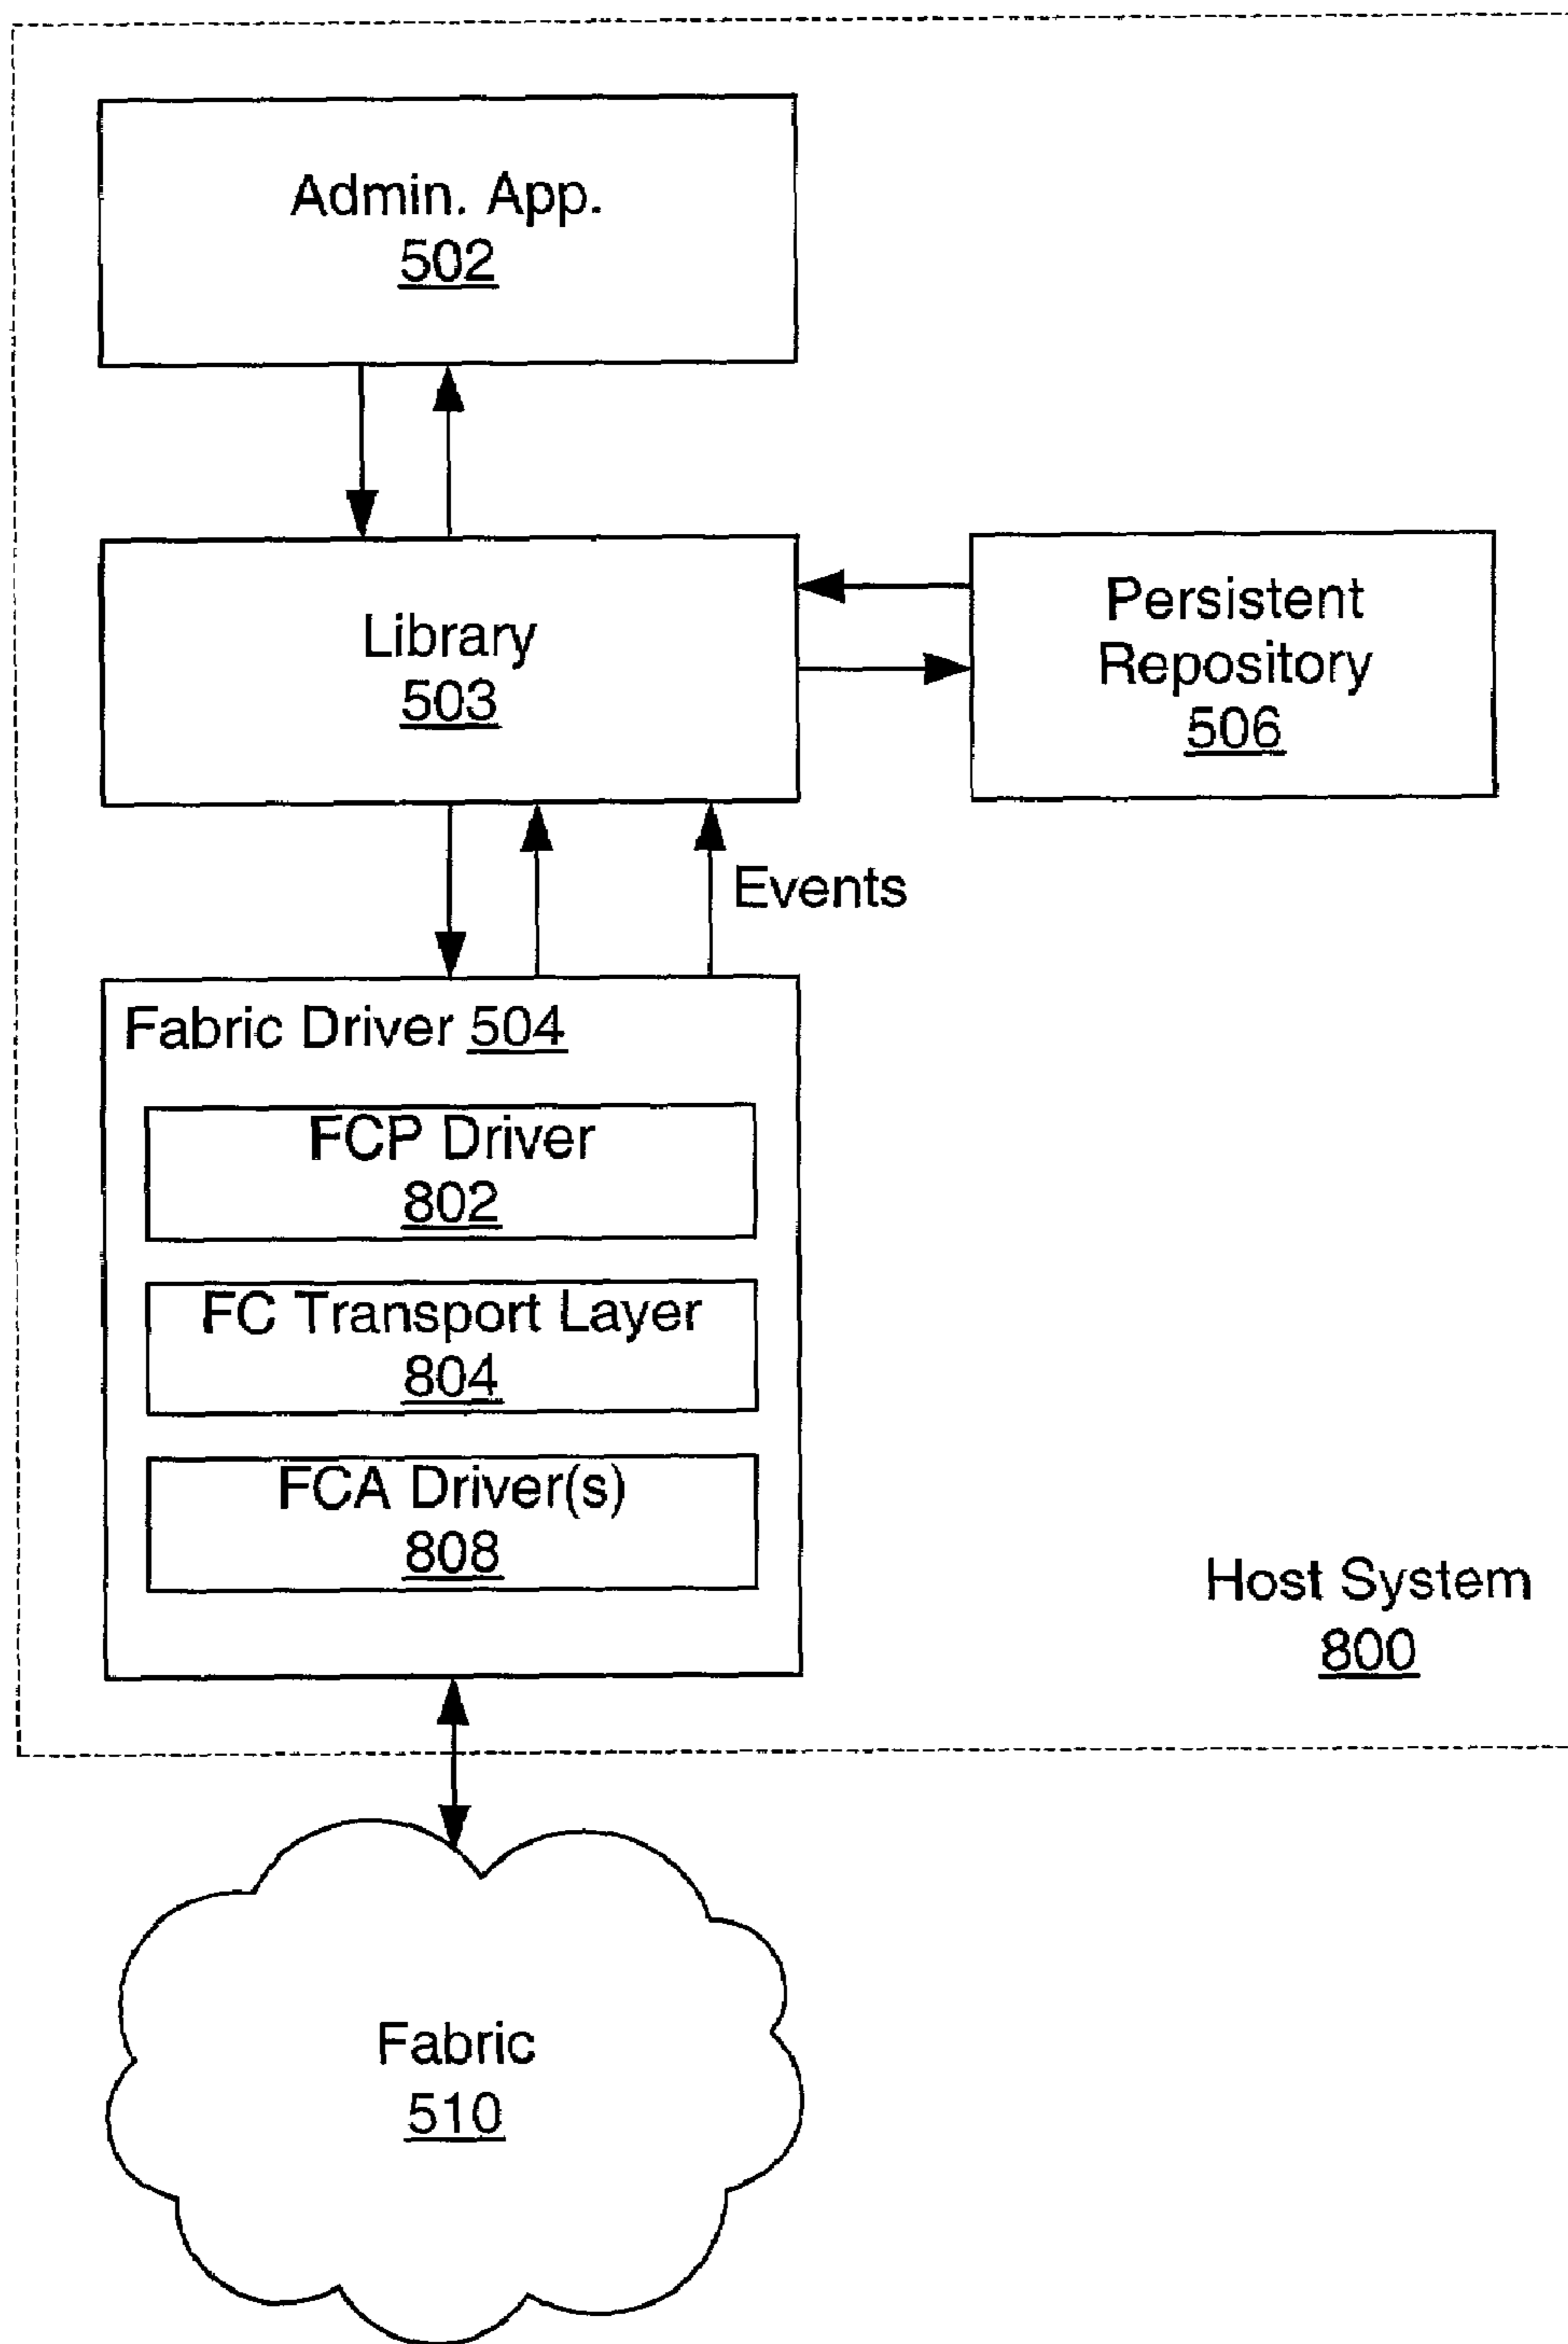 Admin. App.
502
Library
503
Persistent
Repository
506
Events
Fabric Driver 504
FCP Driver
802
FC Transport Layer
804
FCA Driver(s)
808
Host System
800
Fabric
510